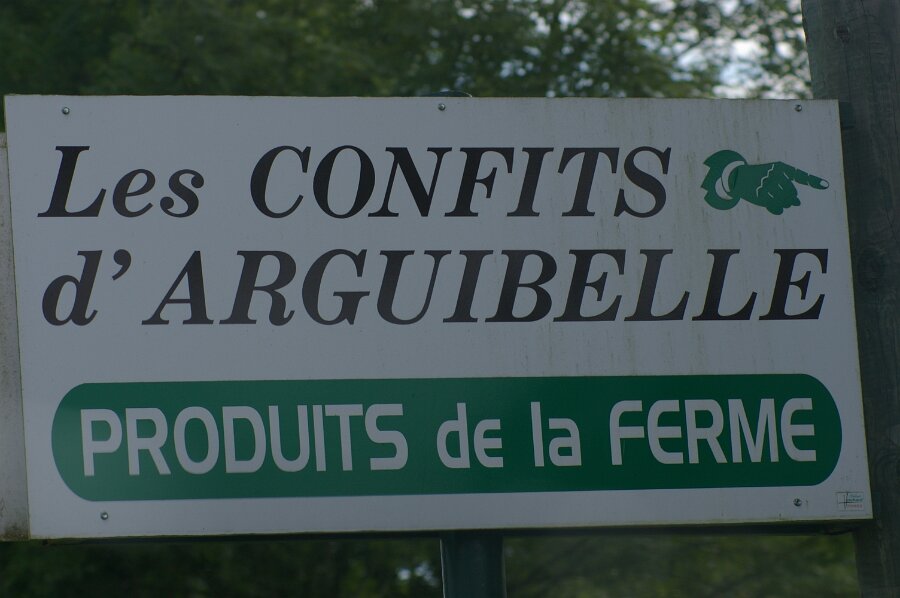 Les CONFITS
d'ARGUIBELLE
PRODUITS de la FERME